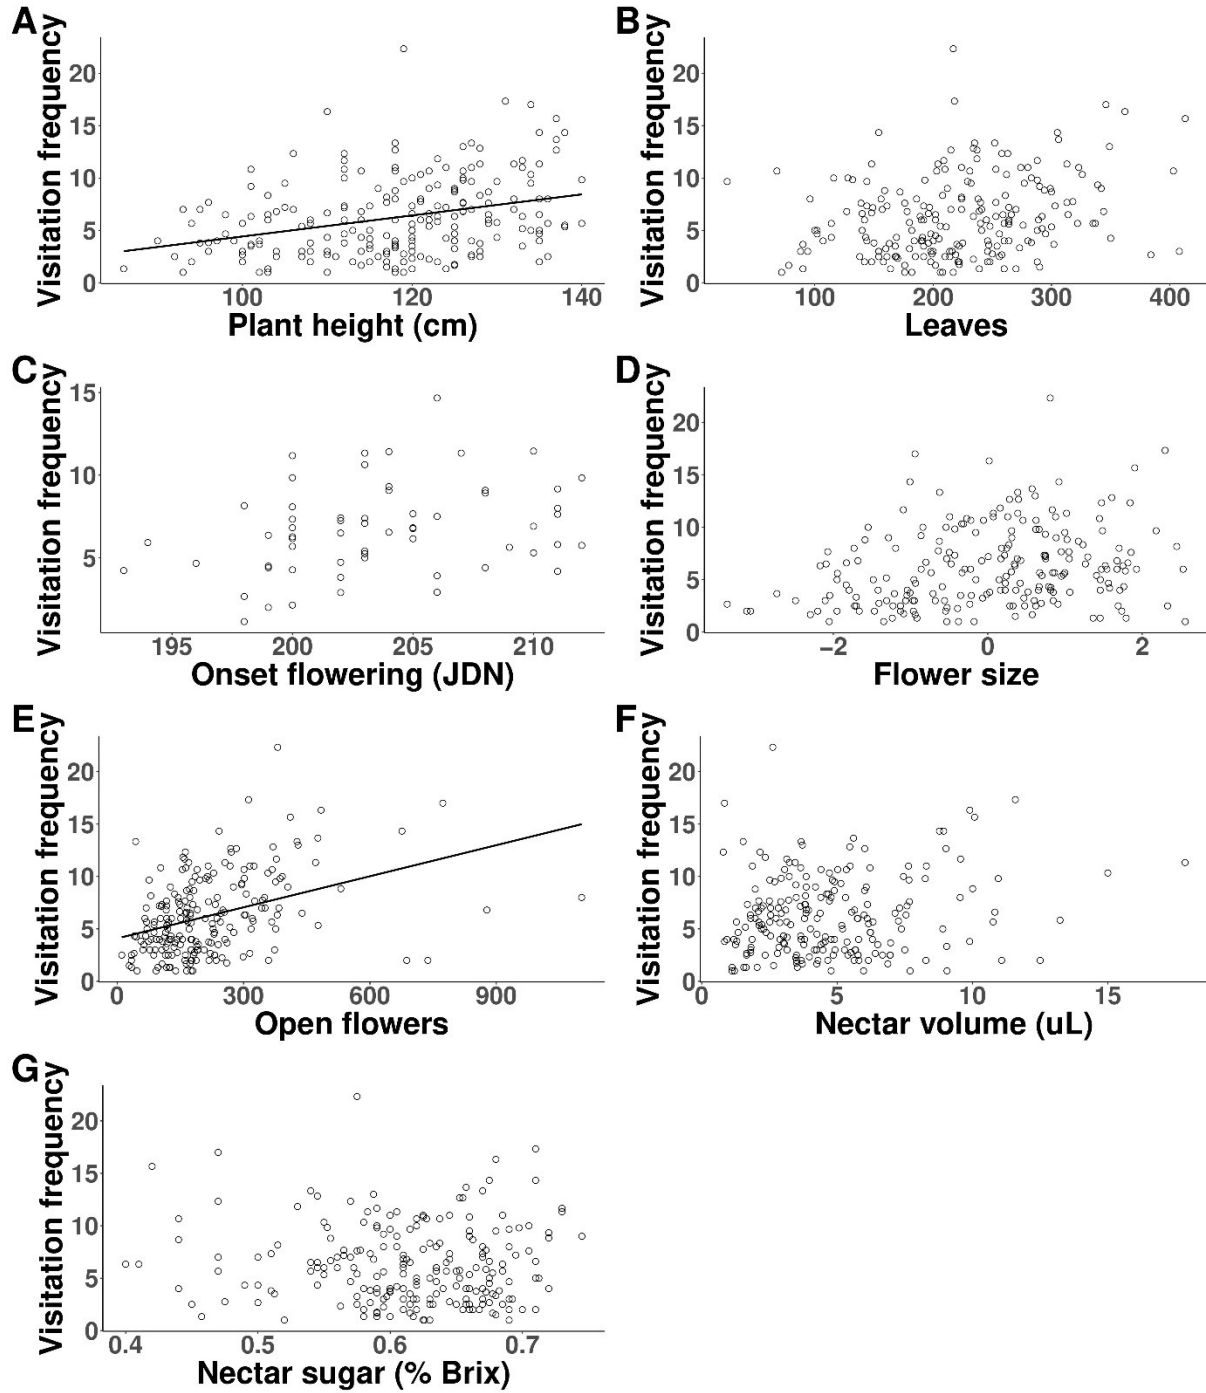 A
B
Visitation frequency
20
15
10
5
0
100
120
140
Plant height (cm)
Visitation frequency
20
15
10
5
0
100
200
300
400
Leaves
C
D
Visitation frequency
15
10
5
195
200
205
210
Onset flowering (JDN)
Visitation frequency
20
15
10
5
0
−2
0
2
Flower size
E
F
Visitation frequency
20
15
10
5
0
0
300
600
900
Open flowers
Visitation frequency
20
15
10
5
0
0
5
10
15
Nectar volume (uL)
G
Visitation frequency
20
15
10
5
0
0.4
0.5
0.6
0.7
Nectar sugar (% Brix)